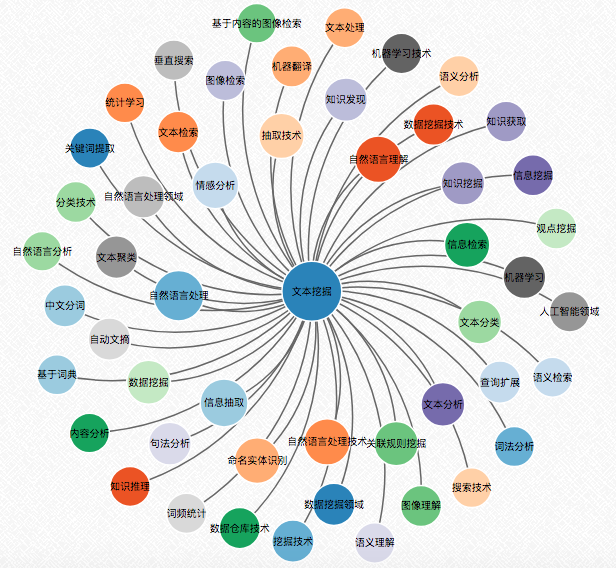 基于内容的图像检索
文本处理
机器学习技术
垂直搜索
机器翻译
语义分析
图像检索
知识发现
统计学习
文本检索
抽取技术
数据挖掘技术
知识获取
关键词提取
自然语言理解
信息挖掘
情感分析
知识挖掘
自然语言处理领域
分类技术
观点挖掘
信息检索
自然语言分析
文本聚类
机器学习
文本挖掘
自然语言处理
中文分词
人工智能领域
文本分类
自动文摘
基于词典
数据挖掘
查询扩展
语义检索
信息抽取
文本分析
内容分析
句法分析
自然语言处理技术
关联规则挖掘
词法分析
命名实体识别
知识推理
搜索技术
词频统计
数据挖掘领域
图像理解
数据仓库技术
挖掘技术
语义理解